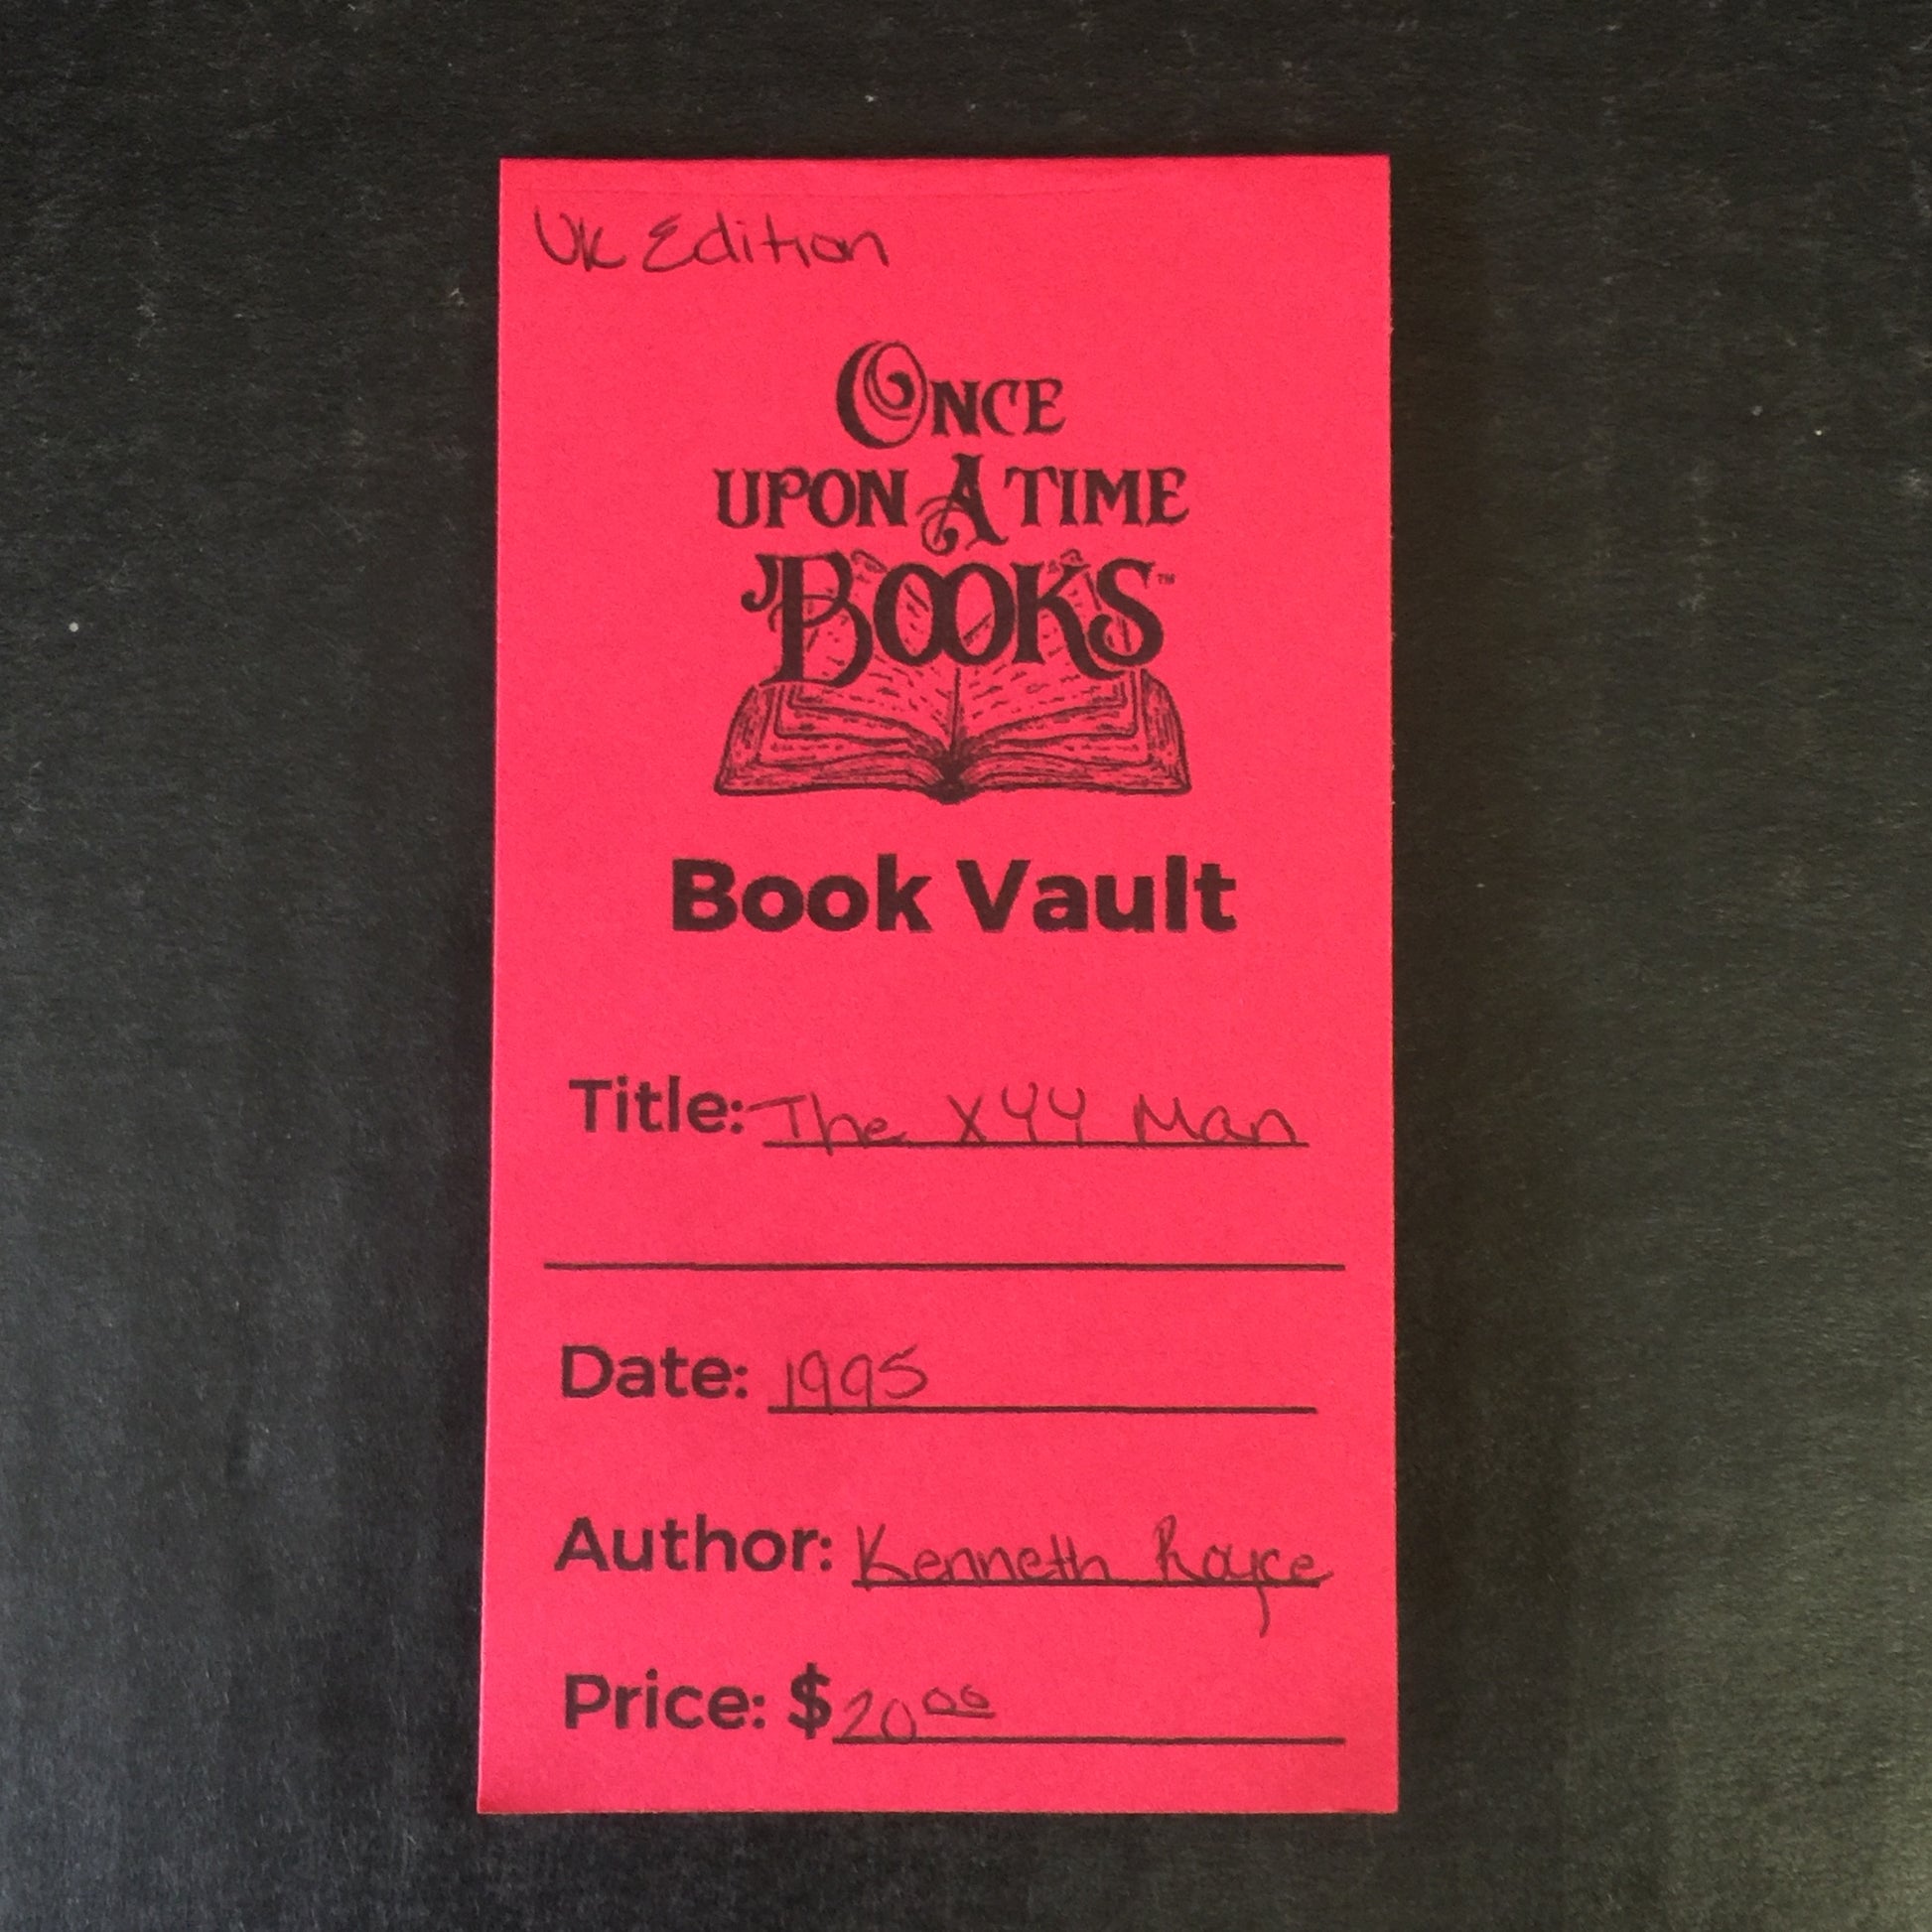 UK Edition
ONCE
UPON A TIME
BOOKS™
Book Vault
Title: The XYY Man
Date: 1995
Author: Kenneth Royce
Price: $20 00